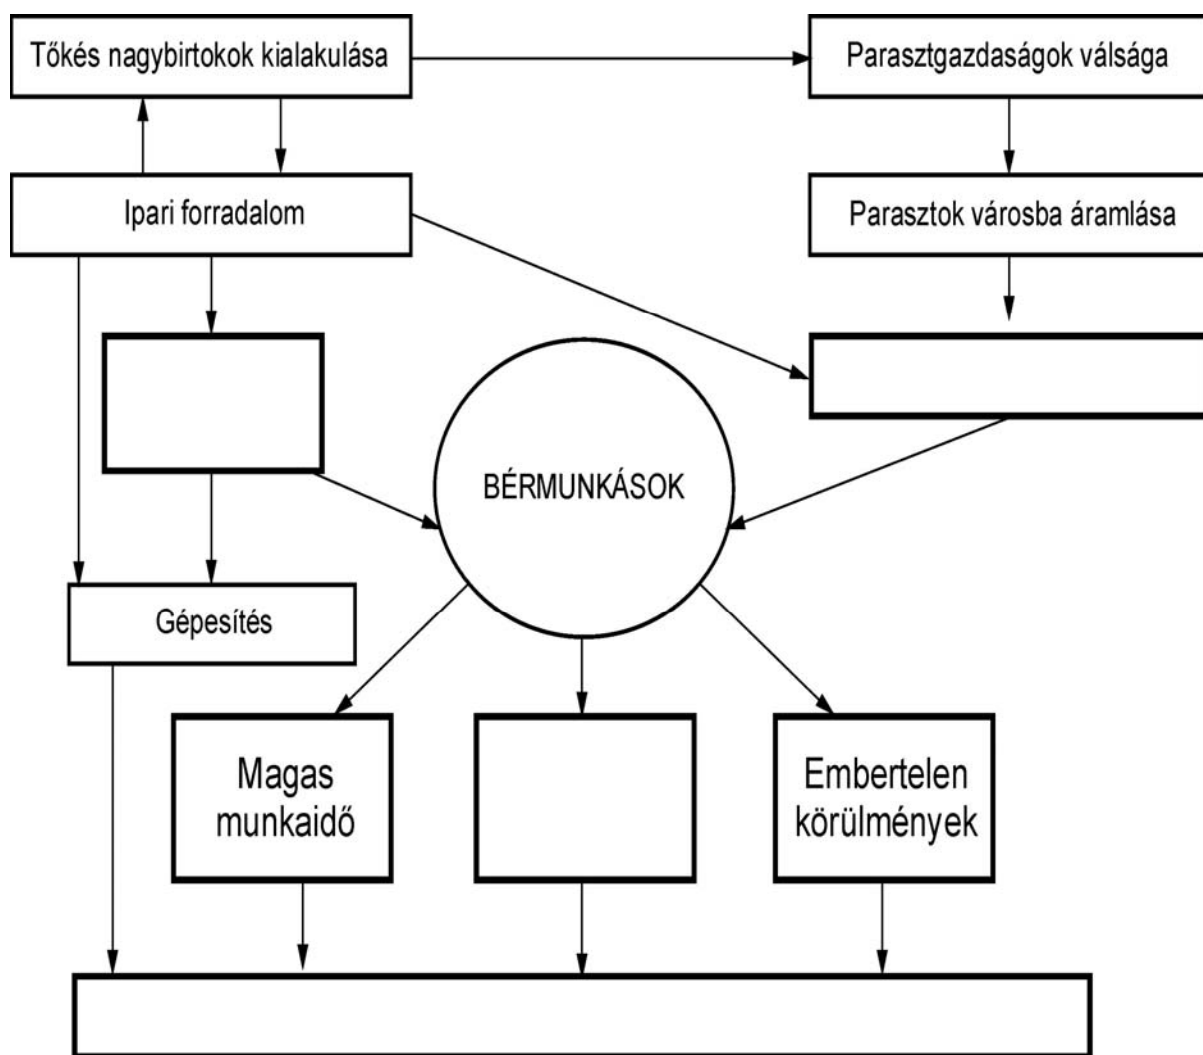 Tőkés nagybirtokok kialakulása
Parasztgazdaságok válsága
Ipari forradalom
Parasztok városba áramlása
BÉRMUNKÁSOK
Gépesítés
Magas
munkaidő
Embertelen
körülmények